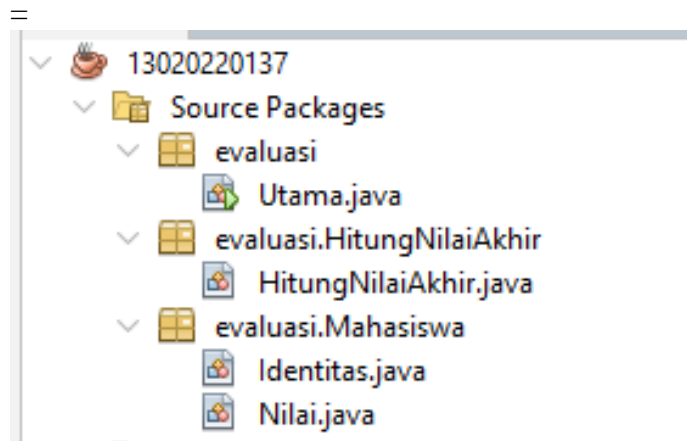 =
13020220137
Source Packages
evaluasi
Utama.java
evaluasi.HitungNilaiAkhir
HitungNilaiAkhir.java
evaluasi.Mahasiswa
Identitas.java
Nilai.java